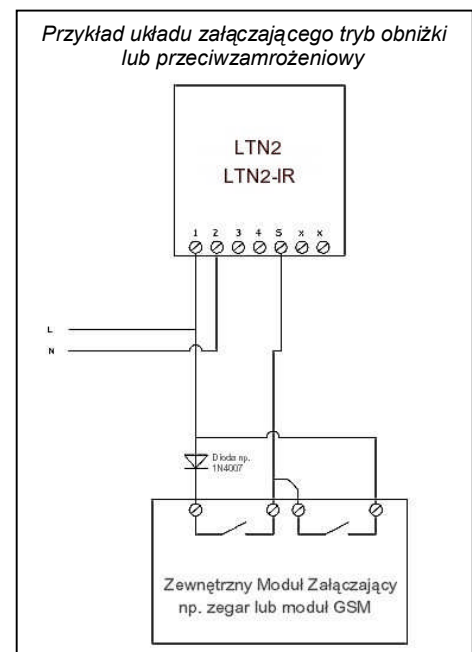 Przykład układu załączającego tryb obniżki
lub przeciwzamrożeniowy
LTN2
LTN2-IR
1 2 3 4 5 x x
L
N
Dioda np.
1N4007
Zewnętrzny Moduł Załączający
np. zegar lub moduł GSM